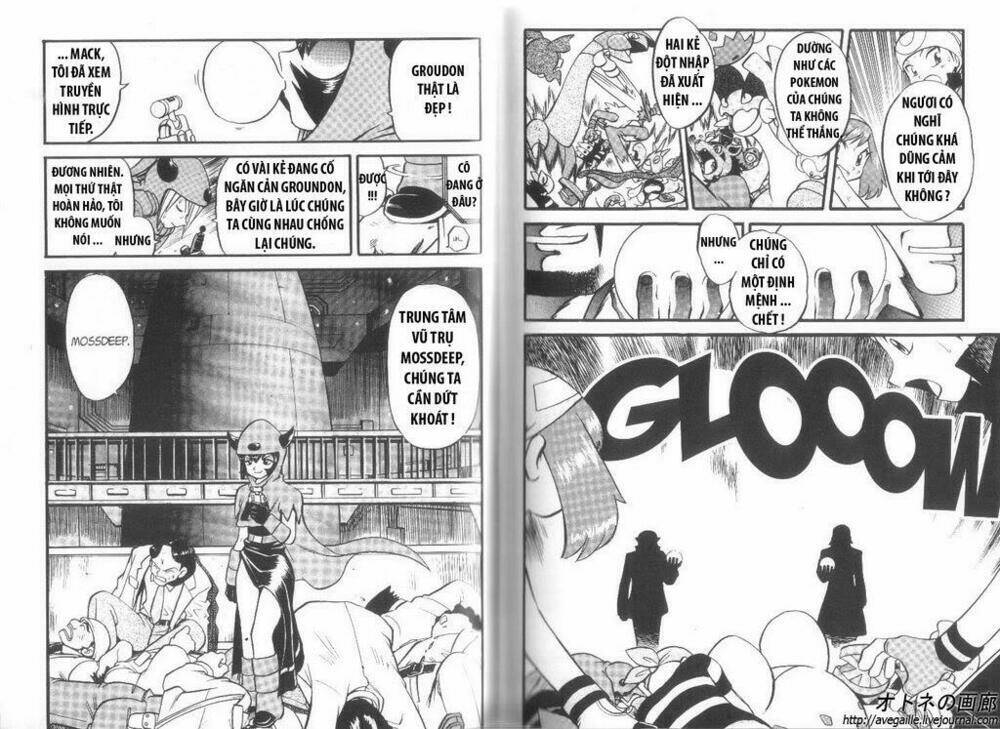 NGƯƠI CÓ
NGHĨ
CHÚNG KHÁ
DŨNG CẢM
KHI TỚI ĐÂY
KHÔNG ?
DƯỜNG
NHƯ CÁC
POKEMON
CỦA CHÚNG
TA KHÔNG
THỂ THẮNG.
HAI KẺ
ĐỘT NHẬP
ĐÃ XUẤT
HIỆN ...
CHÚNG
CHỈ CÓ
MỘT ĐỊNH
MỆNH ...
CHẾT !
NHƯNG
...
GLOOOM
GROUDON
THẬT LÀ
ĐẸP !
... MACK,
TÔI ĐÃ XEM
TRUYỀN
HÌNH TRỰC
TIẾP.
CÔ
ĐANG Ở
ĐÂU?
ĐƯỢC
!!!
CÓ VÀI KẺ ĐANG CỐ
NGĂN CẢN GROUNDON,
BÂY GIỜ LÀ LÚC CHÚNG
TA CÙNG NHAU CHỐNG
LẠI CHÚNG.
ĐƯƠNG NHIÊN.
MỌI THỨ THẬT
HOÀN HẢO, TÔI
KHÔNG MUỐN
NÓI ... NHƯNG
TRUNG TÂM
VŨ TRỤ
MOSSDEEP,
CHÚNG TA
CẦN DỨT
KHOÁT !
MOSSDEEP.
オトネの画廊
http://avegaille.livejournal.com